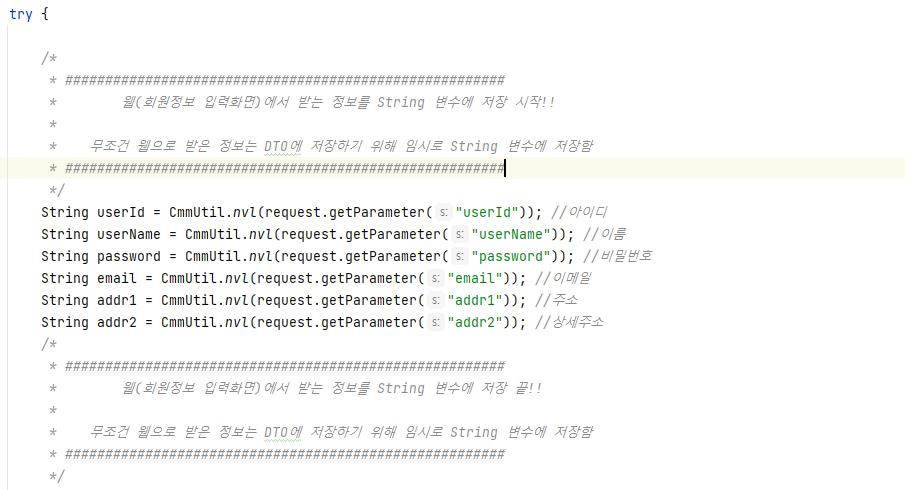 try {
/*
* #######################################################
* 웹(회원정보 입력화면)에서 받는 정보를 String 변수에 저장 시작!!
*
* 무조건 웹으로 받은 정보는 DTO에 저장하기 위해 임시로 String 변수에 저장함
* #######################################################
*/
String userId = CmmUtil.nvl(request.getParameter( s: "userId")); //아이디
String userName = CmmUtil.nvl(request.getParameter( s: "userName")); //이름
String password = CmmUtil.nvl(request.getParameter( s: "password")); //비밀번호
String email = CmmUtil.nvl(request.getParameter( s: "email")); //이메일
String addr1 = CmmUtil.nvl(request.getParameter( s: "addr1")); //주소
String addr2 = CmmUtil.nvl(request.getParameter( s: "addr2")); //상세주소
/*
* #######################################################
* 웹(회원정보 입력화면)에서 받는 정보를 String 변수에 저장 끝!!
*
* 무조건 웹으로 받은 정보는 DTO에 저장하기 위해 임시로 String 변수에 저장함
* #######################################################
*/